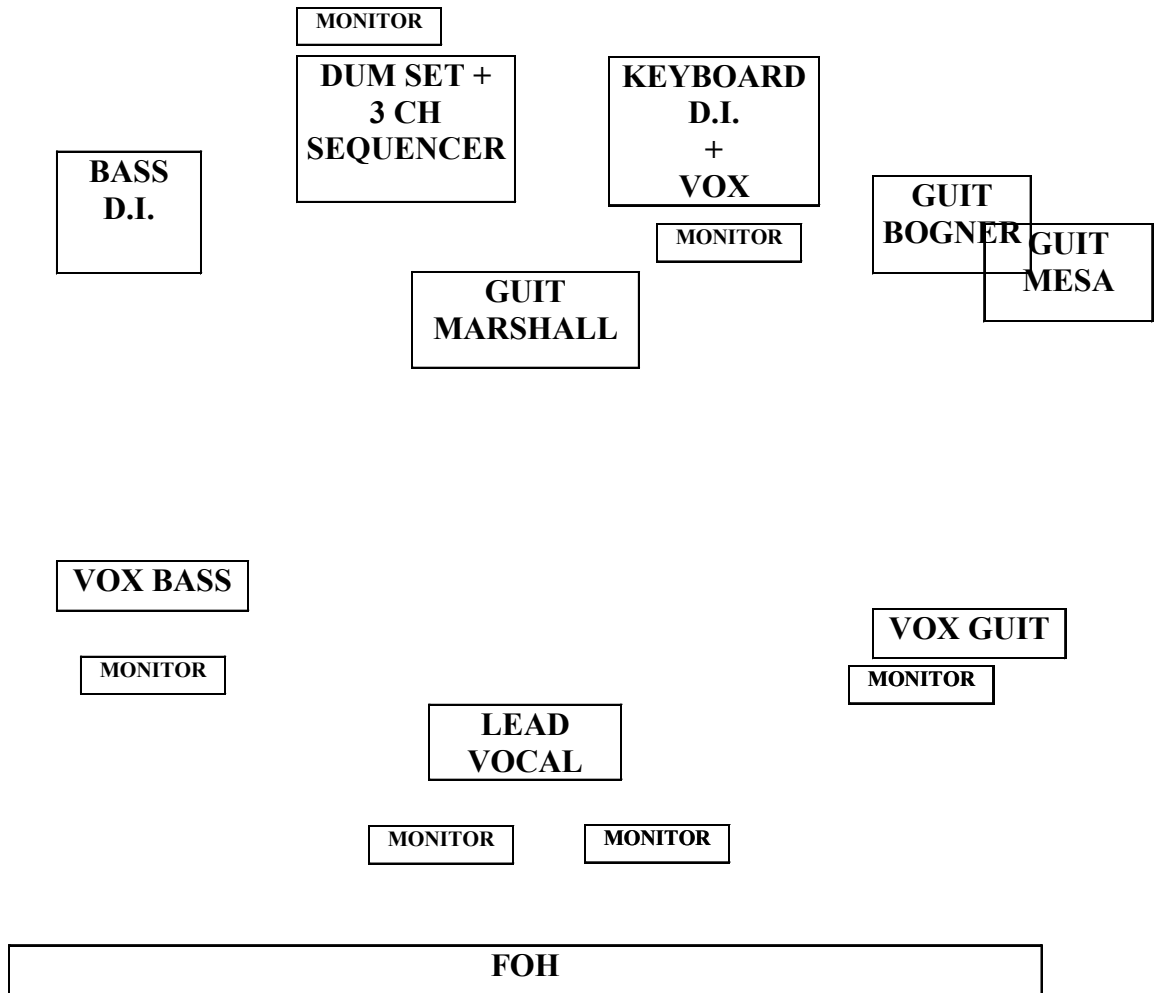 MONITOR
DUM SET +
3 CH
SEQUENCER
KEYBOARD
D.I.
+
VOX
BASS
D.I.
GUIT
BOGNER
MONITOR
GUIT
MESA
GUIT
MARSHALL
VOX BASS
VOX GUIT
MONITOR
MONITOR
LEAD
VOCAL
MONITOR
MONITOR
FOH